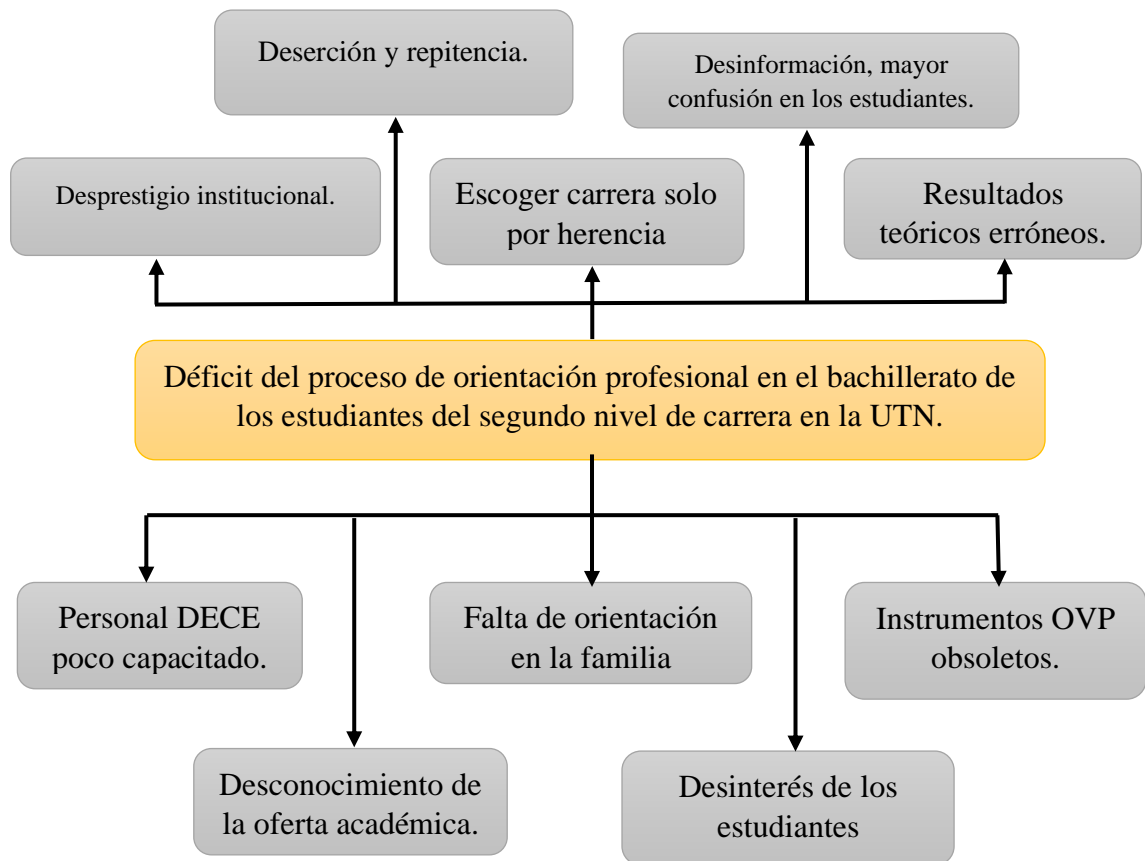 Deserción y repitencia.
Desinformación, mayor
confusión en los estudiantes.
Desprestigio institucional.
Escoger carrera solo
por herencia
Resultados
teóricos erróneos.
Déficit del proceso de orientación profesional en el bachillerato de
los estudiantes del segundo nivel de carrera en la UTN.
Personal DECE
poco capacitado.
Falta de orientación
en la familia
Instrumentos OVP
obsoletos.
Desconocimiento de
la oferta académica.
Desinterés de los
estudiantes